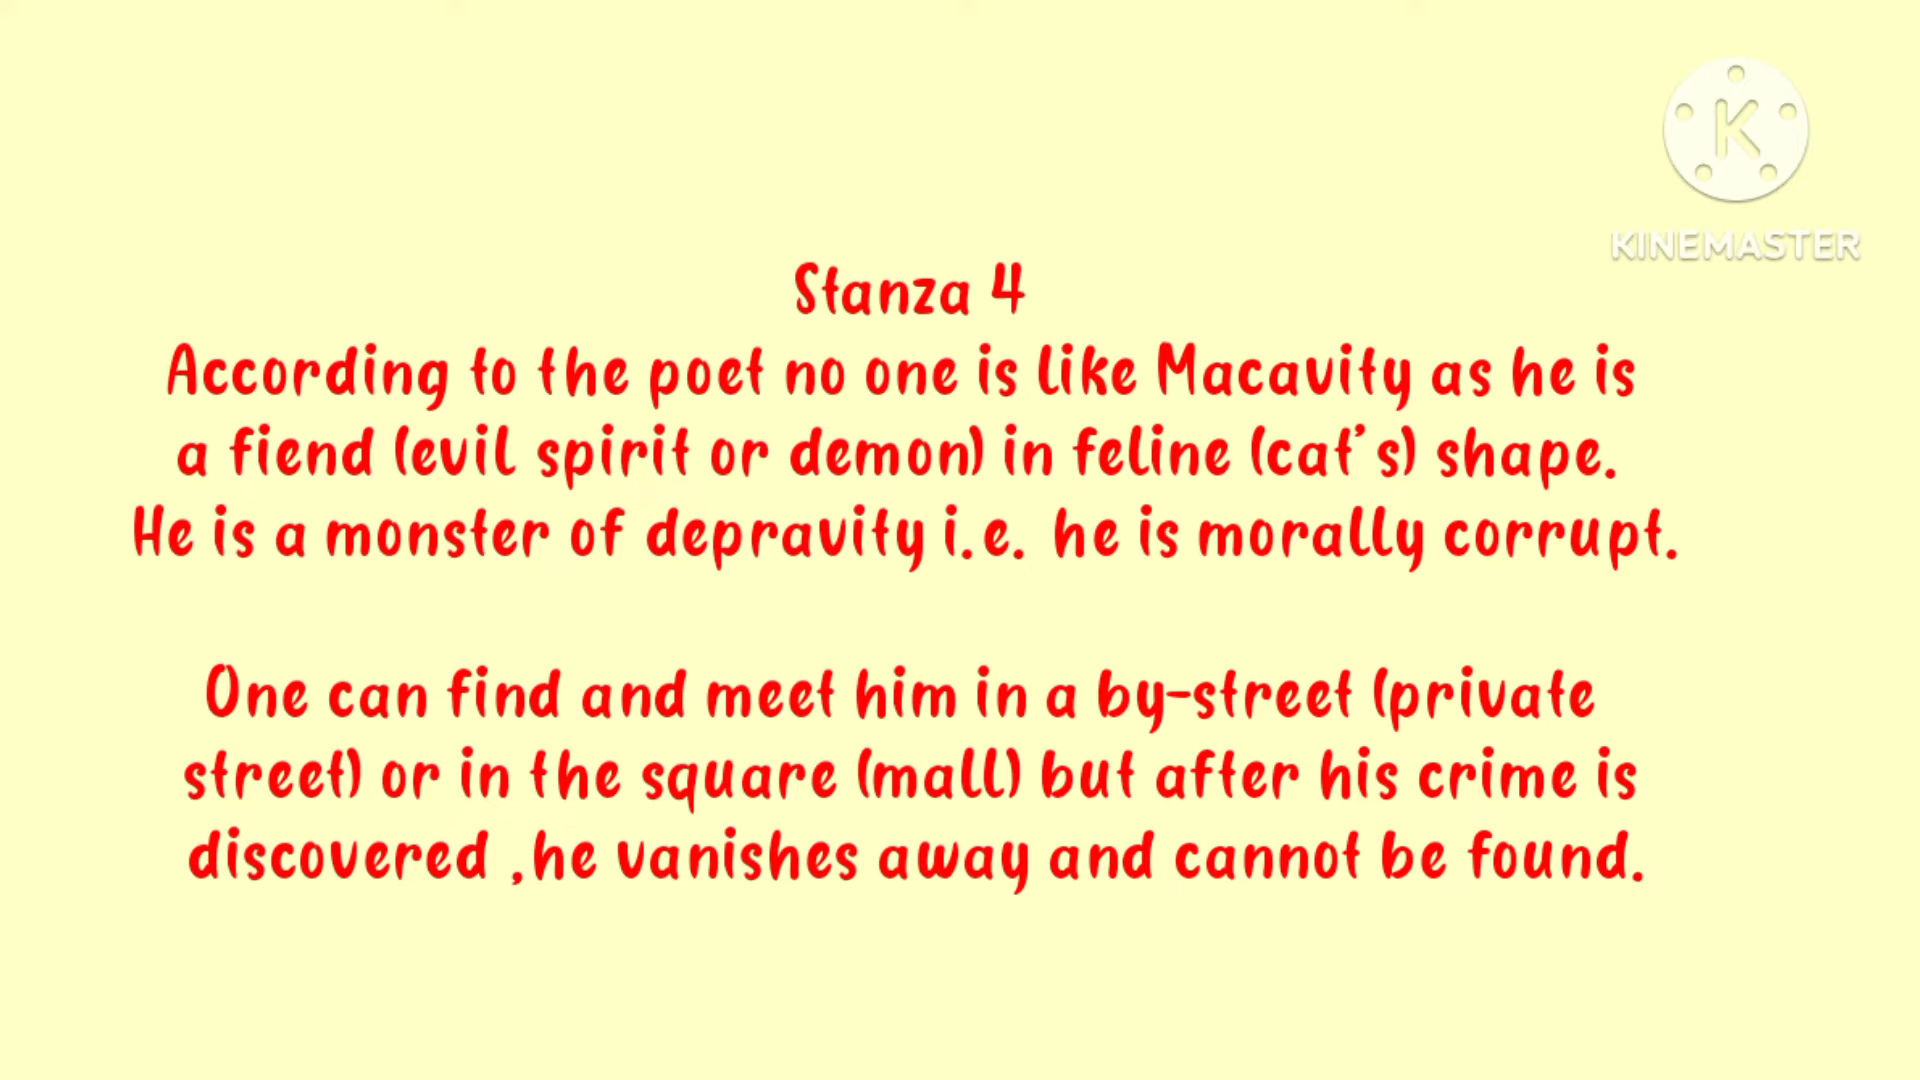 K
KINEMASTER
Stanza 4
According to the poet no one is like Macavity as he is
a fiend (evil spirit or demon) in feline (cat's) shape.
He is a monster of depravity i.e. he is morally corrupt.
One can find and meet him in a by-street (private
street) or in the square (mall) but after his crime is
discovered ,he vanishes away and cannot be found.